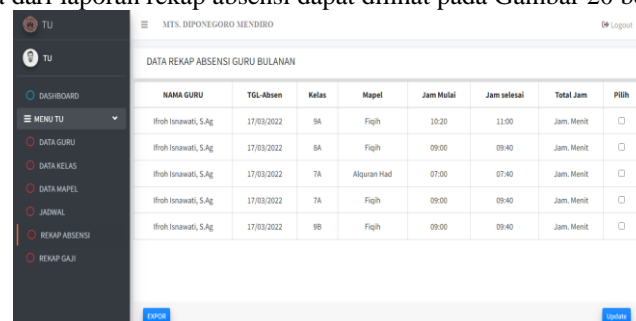 dari laporan rekap absensi dapat dilihat pada Gambar 20
TU
MTS. DIPONEGORO MENDIRO
Logout
TU
DATA REKAP ABSENSI GURU BULANAN
DASHBOARD
MENU TU
DATA GURU
DATA KELAS
DATA MAPEL
JADWAL
REKAP ABSENSI
REKAP GAJI
NAMA GURU TGL-Absen Kelas Mapel Jam Mulai Jam selesai Total Jam Pilih
Ifroh Isnawati, S.Ag 17/03/2022 9A Fiqih 10:20 11:00 Jam. Menit
Ifroh Isnawati, S.Ag 17/03/2022 8A Fiqih 09:00 09:40 Jam. Menit
Ifroh Isnawati, S.Ag 17/03/2022 7A Alquran Had 07:00 07:40 Jam. Menit
Ifroh Isnawati, S.Ag 17/03/2022 7A Fiqih 09:00 09:40 Jam. Menit
Ifroh Isnawati, S.Ag 17/03/2022 9B Fiqih 09:00 09:40 Jam. Menit
EXPOR
Update